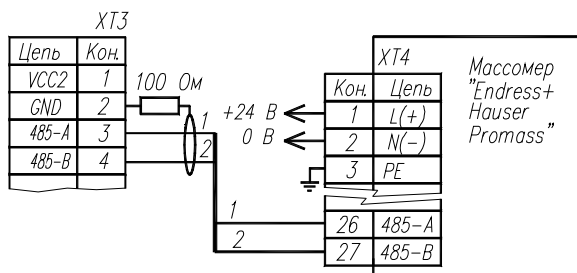 XT3
Цепь Кон.
VCC2 1
GND 2
485-A 3
485-B 4
100 Ом
1
2
+24 В
0 В
XT4
Кон. Цепь
1 L(+)
2 N(-)
3 PE
26 485-A
27 485-B
1
2
Массомер
"Endress+
Hauser
Promass"